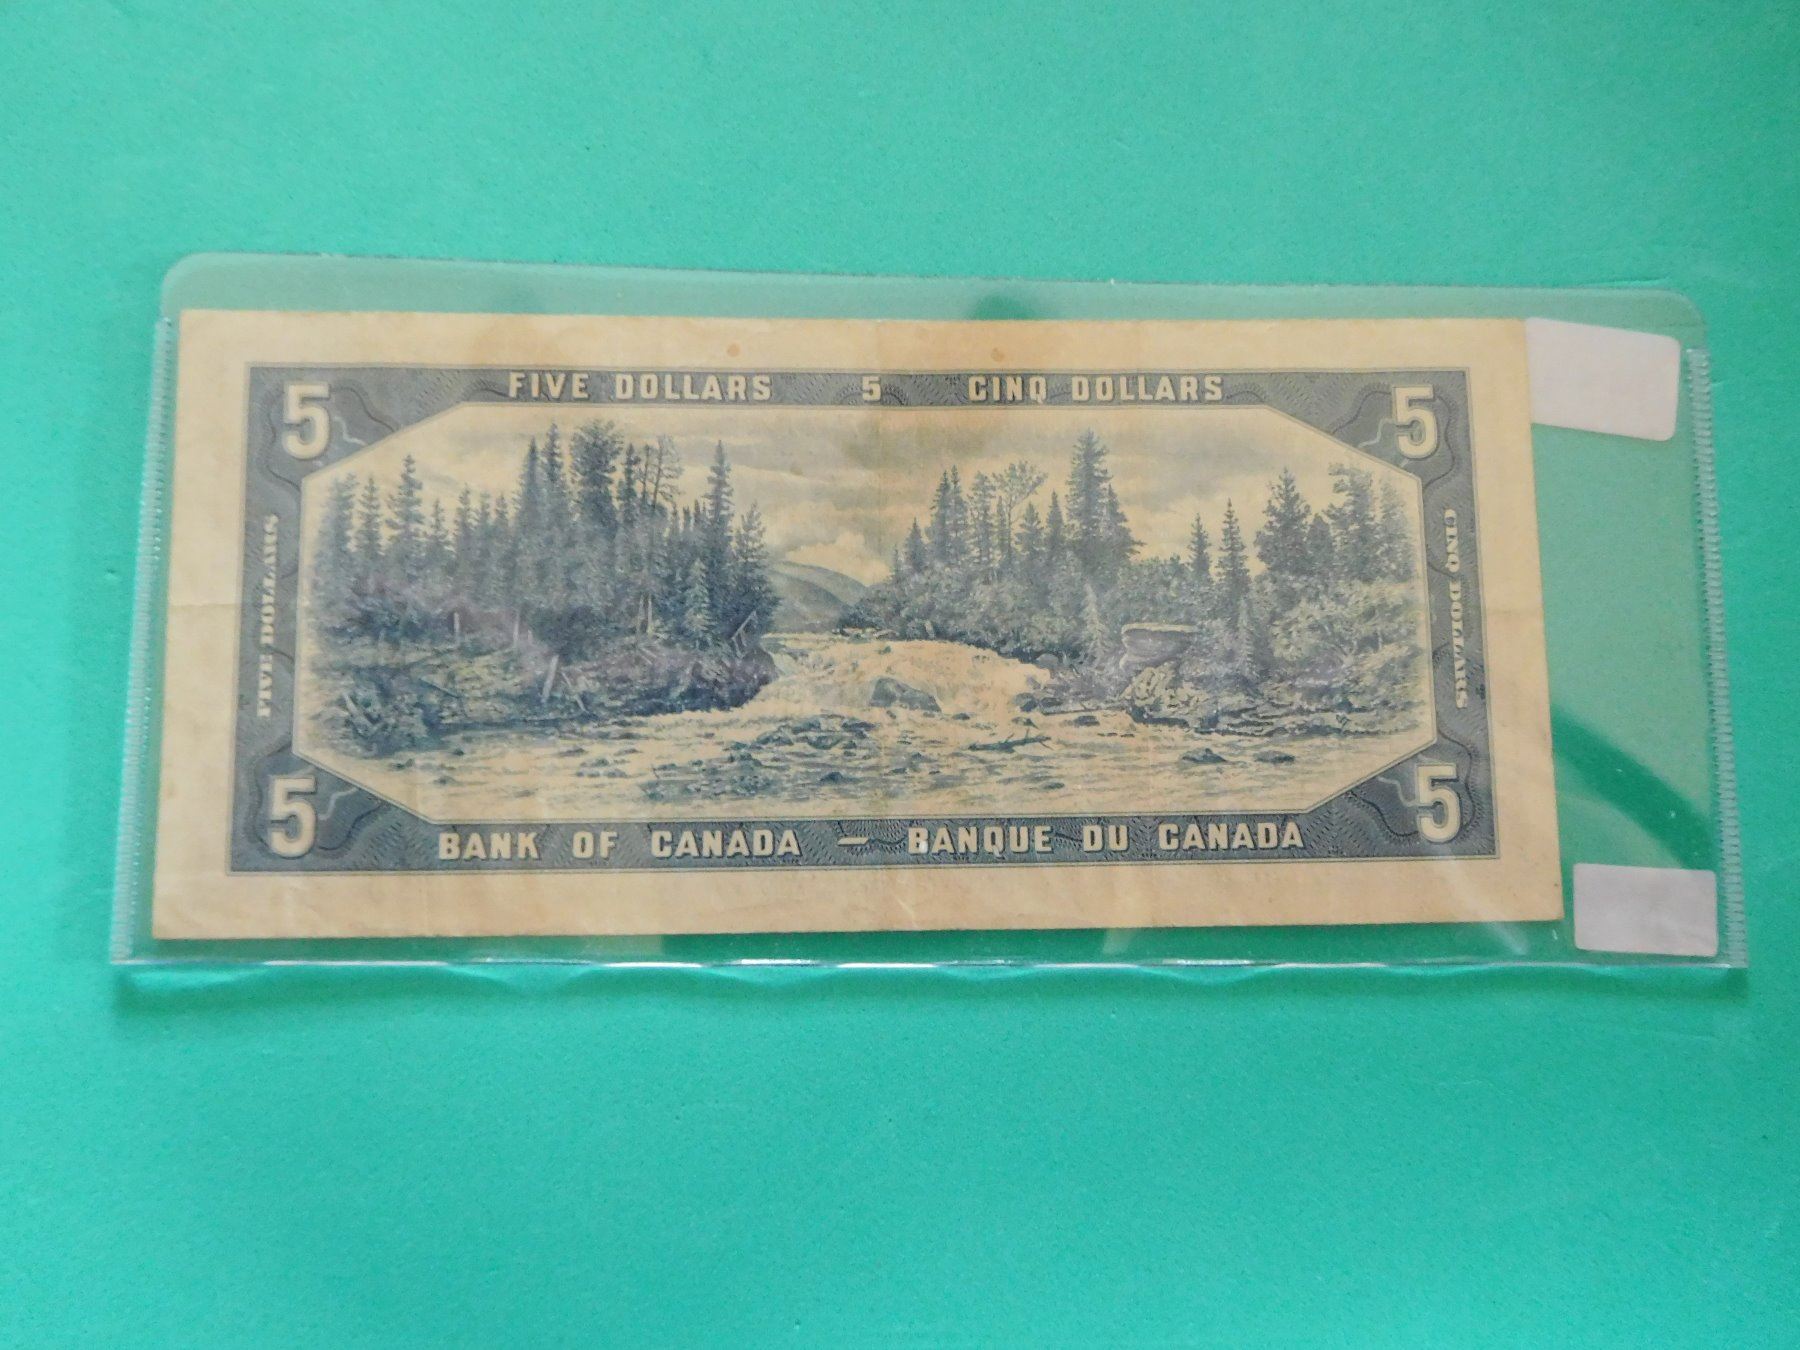 5 FIVE DOLLARS 5 CINQ DOLLARS 5
FIVE DOLLARS
CINQ DOLLARS
5 BANK OF CANADA — BANQUE DU CANADA 5